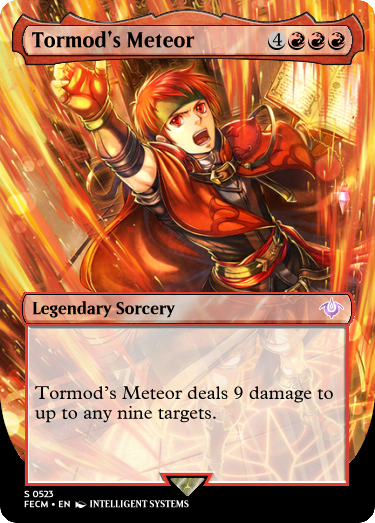 Tormod's Meteor 4
Legendary Sorcery
Tormod's Meteor deals 9 damage to
up to any nine targets.
S 0523
FECM • EN INTELLIGENT SYSTEMS